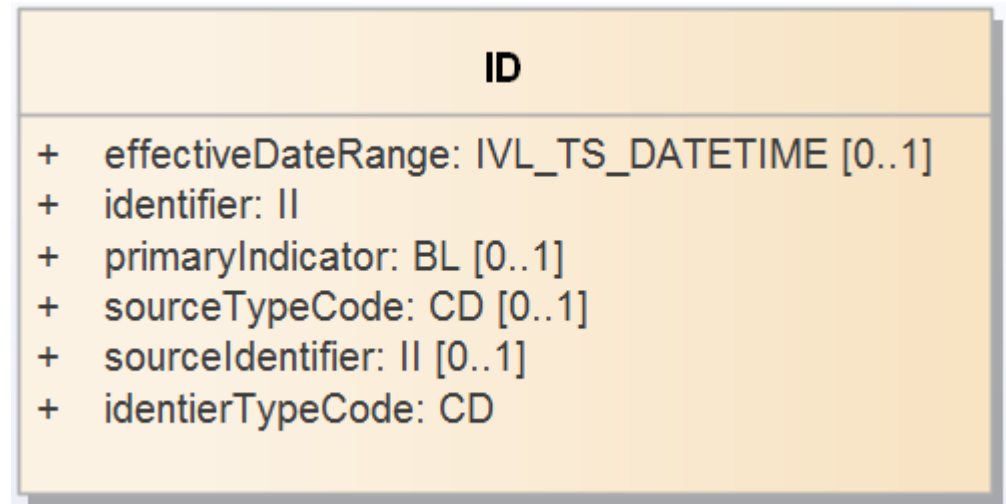 ID
+ effectiveDateRange: IVL_TS_DATETIME [0..1]
+ identifier: II
+ primaryIndicator: BL [0..1]
+ sourceTypeCode: CD [0..1]
+ sourceIdentifier: II [0..1]
+ identierTypeCode: CD